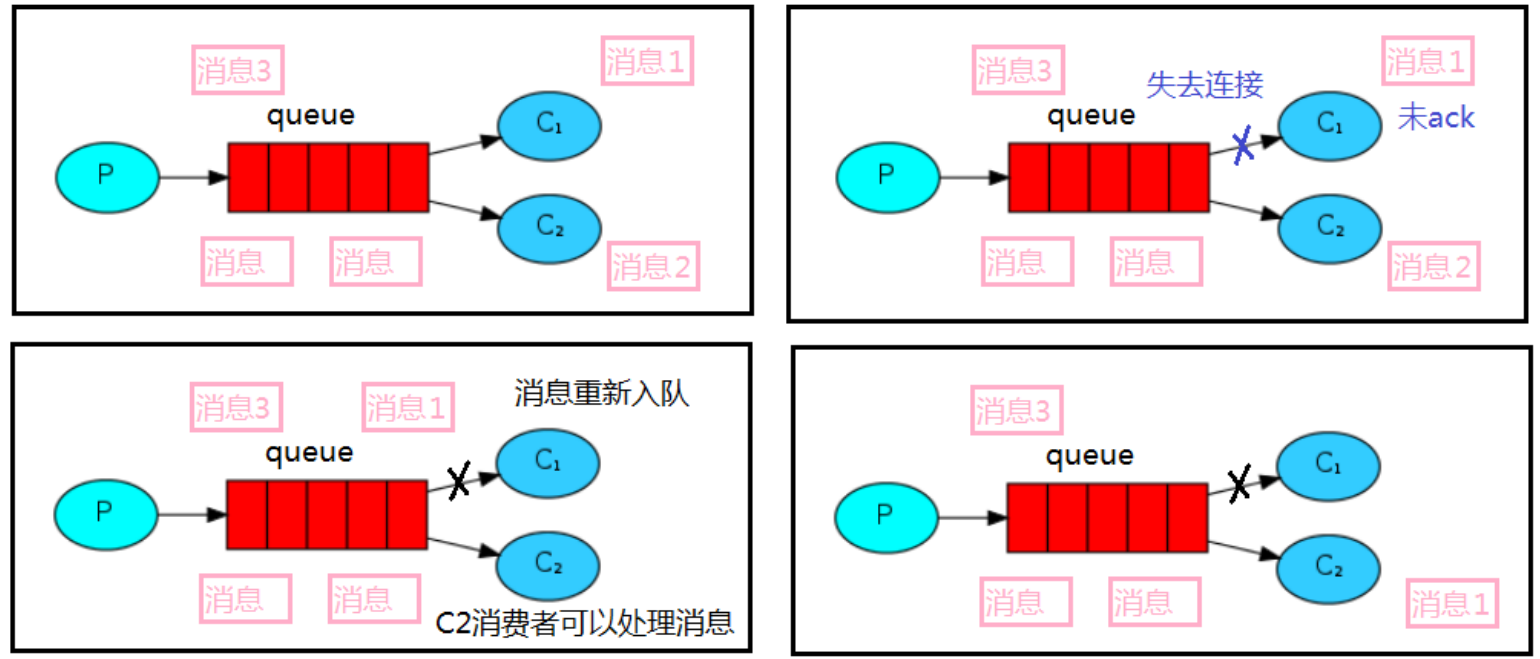 消息3
消息1
queue
P
C₁
C₂
消息
消息
消息2
消息3
失去连接
消息1
queue
未ack
P
C₁
C₂
消息
消息
消息2
消息3
消息1
消息重新入队
queue
P
C₁
C₂
消息
消息
C2消费者可以处理消息
消息3
queue
P
C₁
C₂
消息
消息
消息1